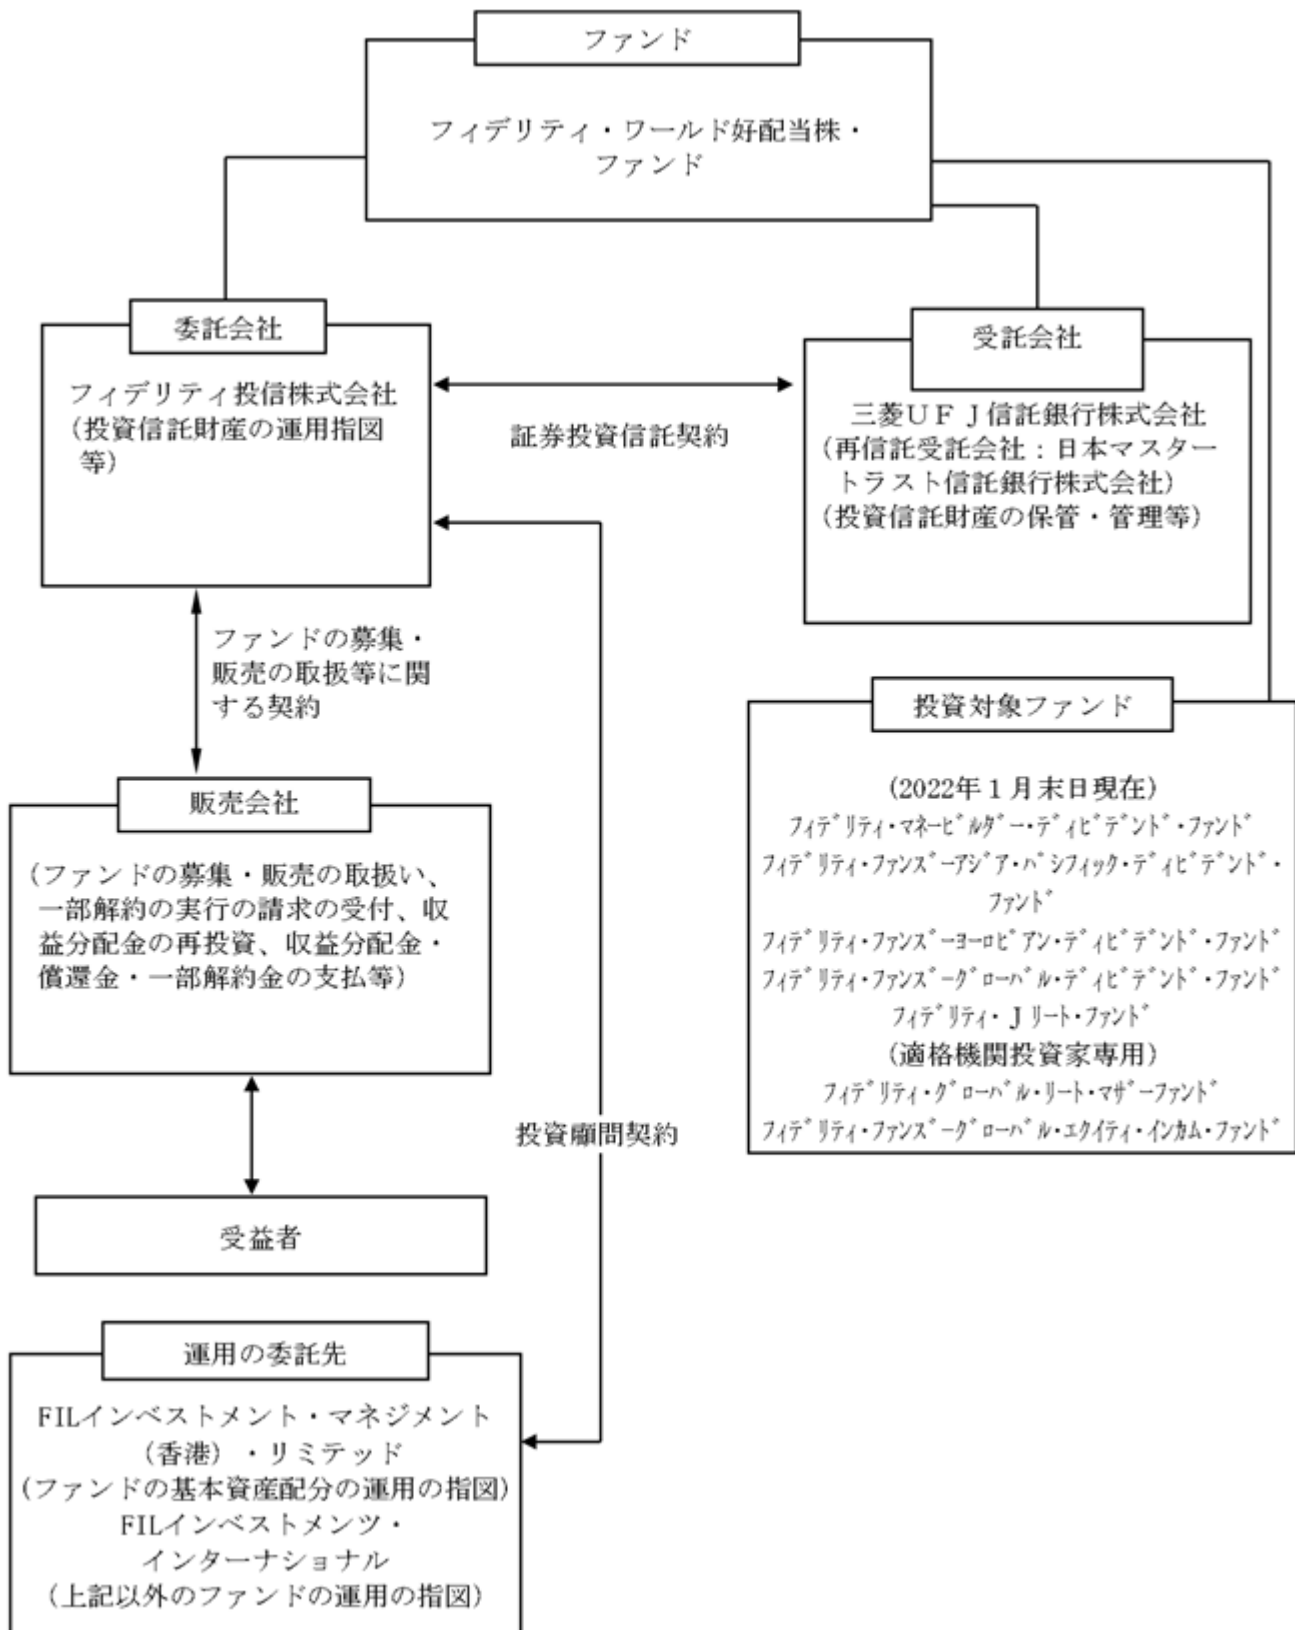 ファンド
フィデリティ・ワールド好配当株・
ファンド
委託会社
フィデリティ投信株式会社
(投資信託財産の運用指図
等)
証券投資信託契約
受託会社
三菱UFJ信託銀行株式会社
(再信託受託会社:日本マスター
トラスト信託銀行株式会社)
(投資信託財産の保管・管理等)
ファンドの募集・
販売の取扱等に関
する契約
販売会社
(ファンドの募集・販売の取扱い、
一部解約の実行の請求の受付、収
益分配金の再投資、収益分配金・
償還金・一部解約金の支払等)
投資対象ファンド
(2022年1月末日現在)
フィデリティ・マネービルダー・ディビデンド・ファンド
フィデリティ・ファンズ-アジア・パシフィック・ディビデンド・
ファンド
フィデリティ・ファンズ-ヨーロピアン・ディビデンド・ファンド
フィデリティ・ファンズ-グローバル・ディビデンド・ファンド
フィデリティ・Jリート・ファンド
(適格機関投資家専用)
フィデリティ・グローバル・リート・マザーファンド
フィデリティ・ファンズ-グローバル・エクイティ・インカム・ファンド
投資顧問契約
受益者
運用の委託先
FILインベストメント・マネジメント
(香港)・リミテッド
(ファンドの基本資産配分の運用の指図)
FILインベストメンツ・
インターナショナル
(上記以外のファンドの運用の指図)